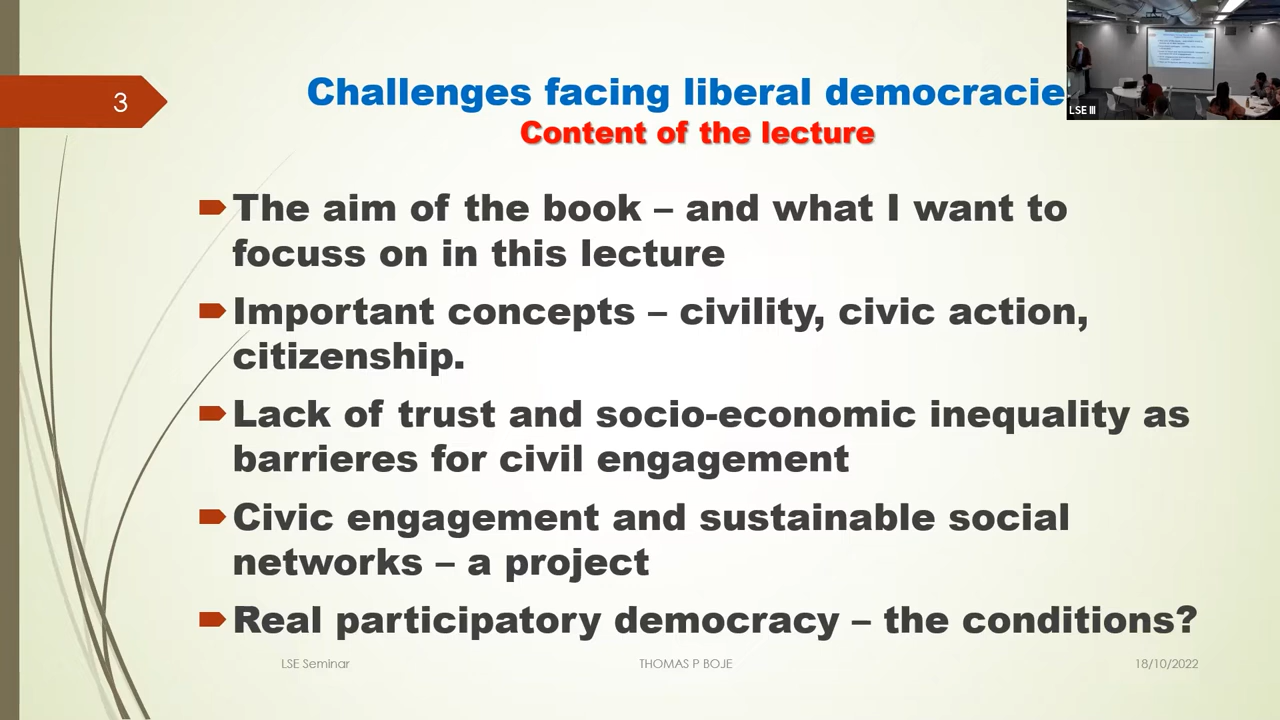 3
Challenges facing liberal democracie
Content of the lecture
LSE III
The aim of the book – and what I want to
focuss on in this lecture
Important concepts – civility, civic action,
citizenship.
Lack of trust and socio-economic inequality as
barrieres for civil engagement
Civic engagement and sustainable social
networks – a project
Real participatory democracy – the conditions?
LSE Seminar
THOMAS P BOJE
18/10/2022